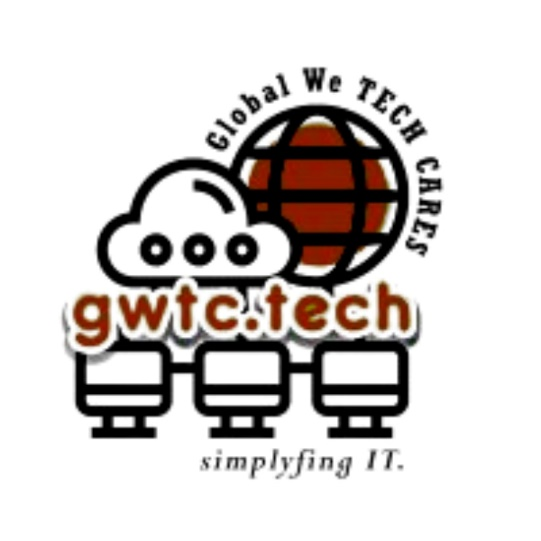 Global We TECH CARES
gwtc.tech
simplyfing IT.